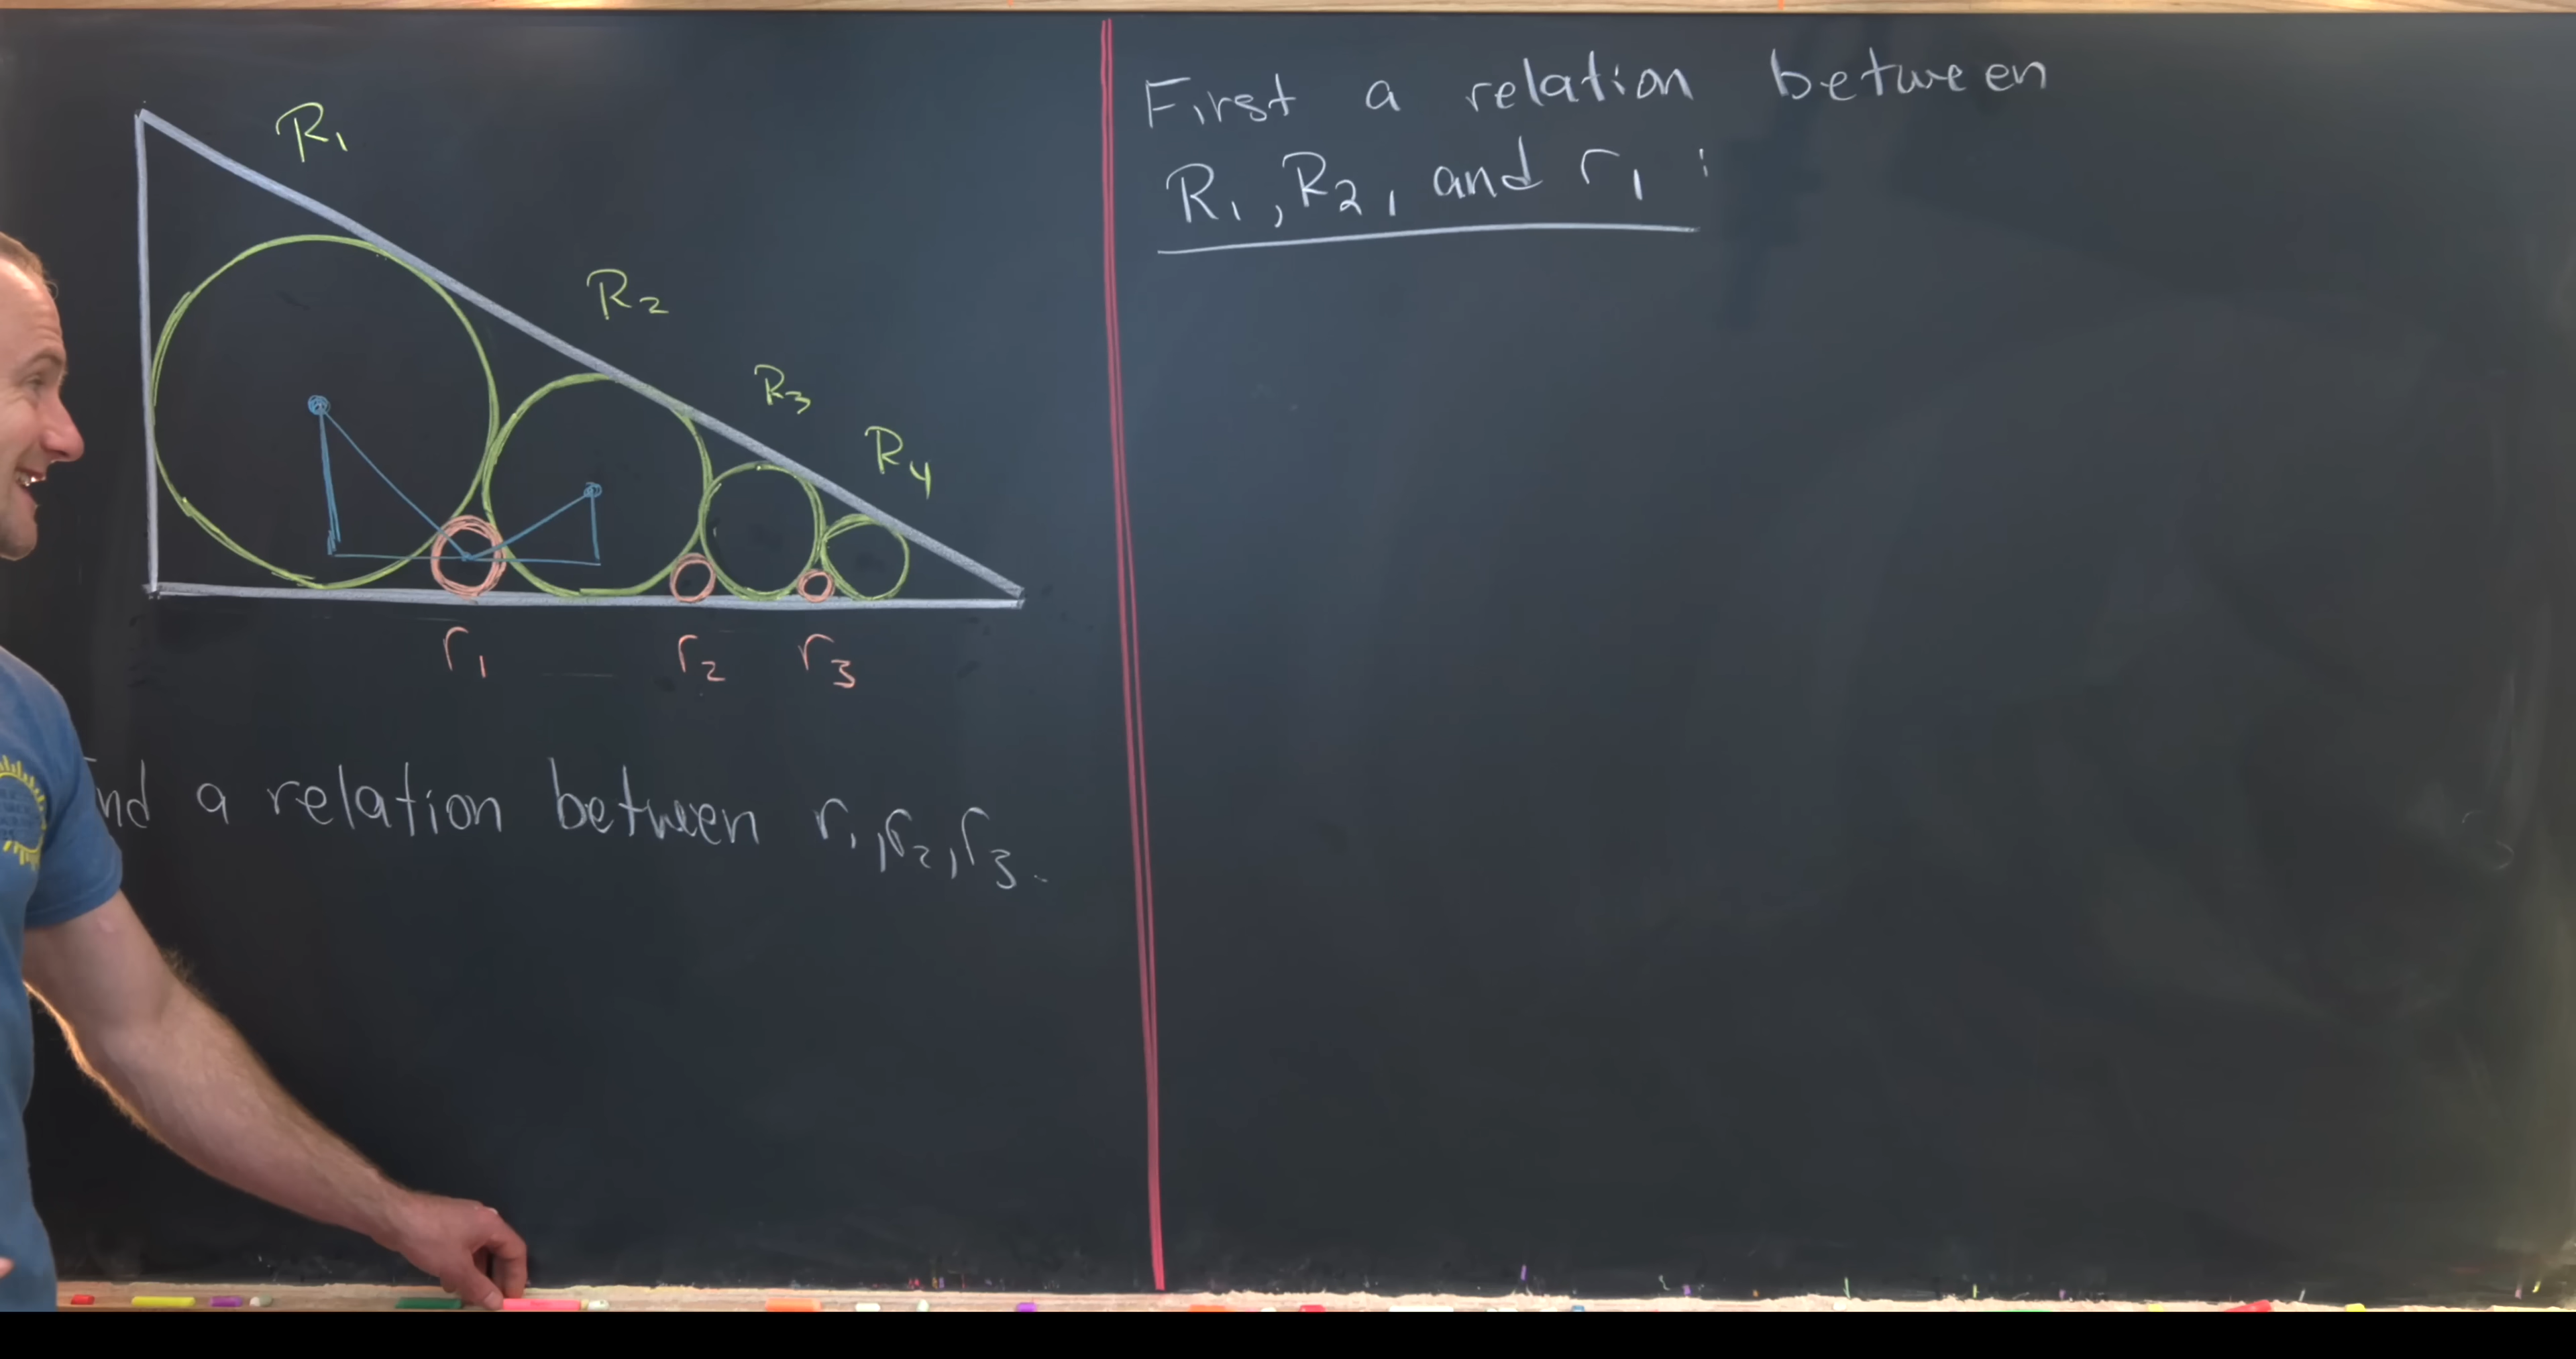 R₁
R₂
R₃
R₄
r₁ r₂ r₃
a relation between r₁, r₂, r₃.
First a relation between
R₁, R₂, and r₁ :